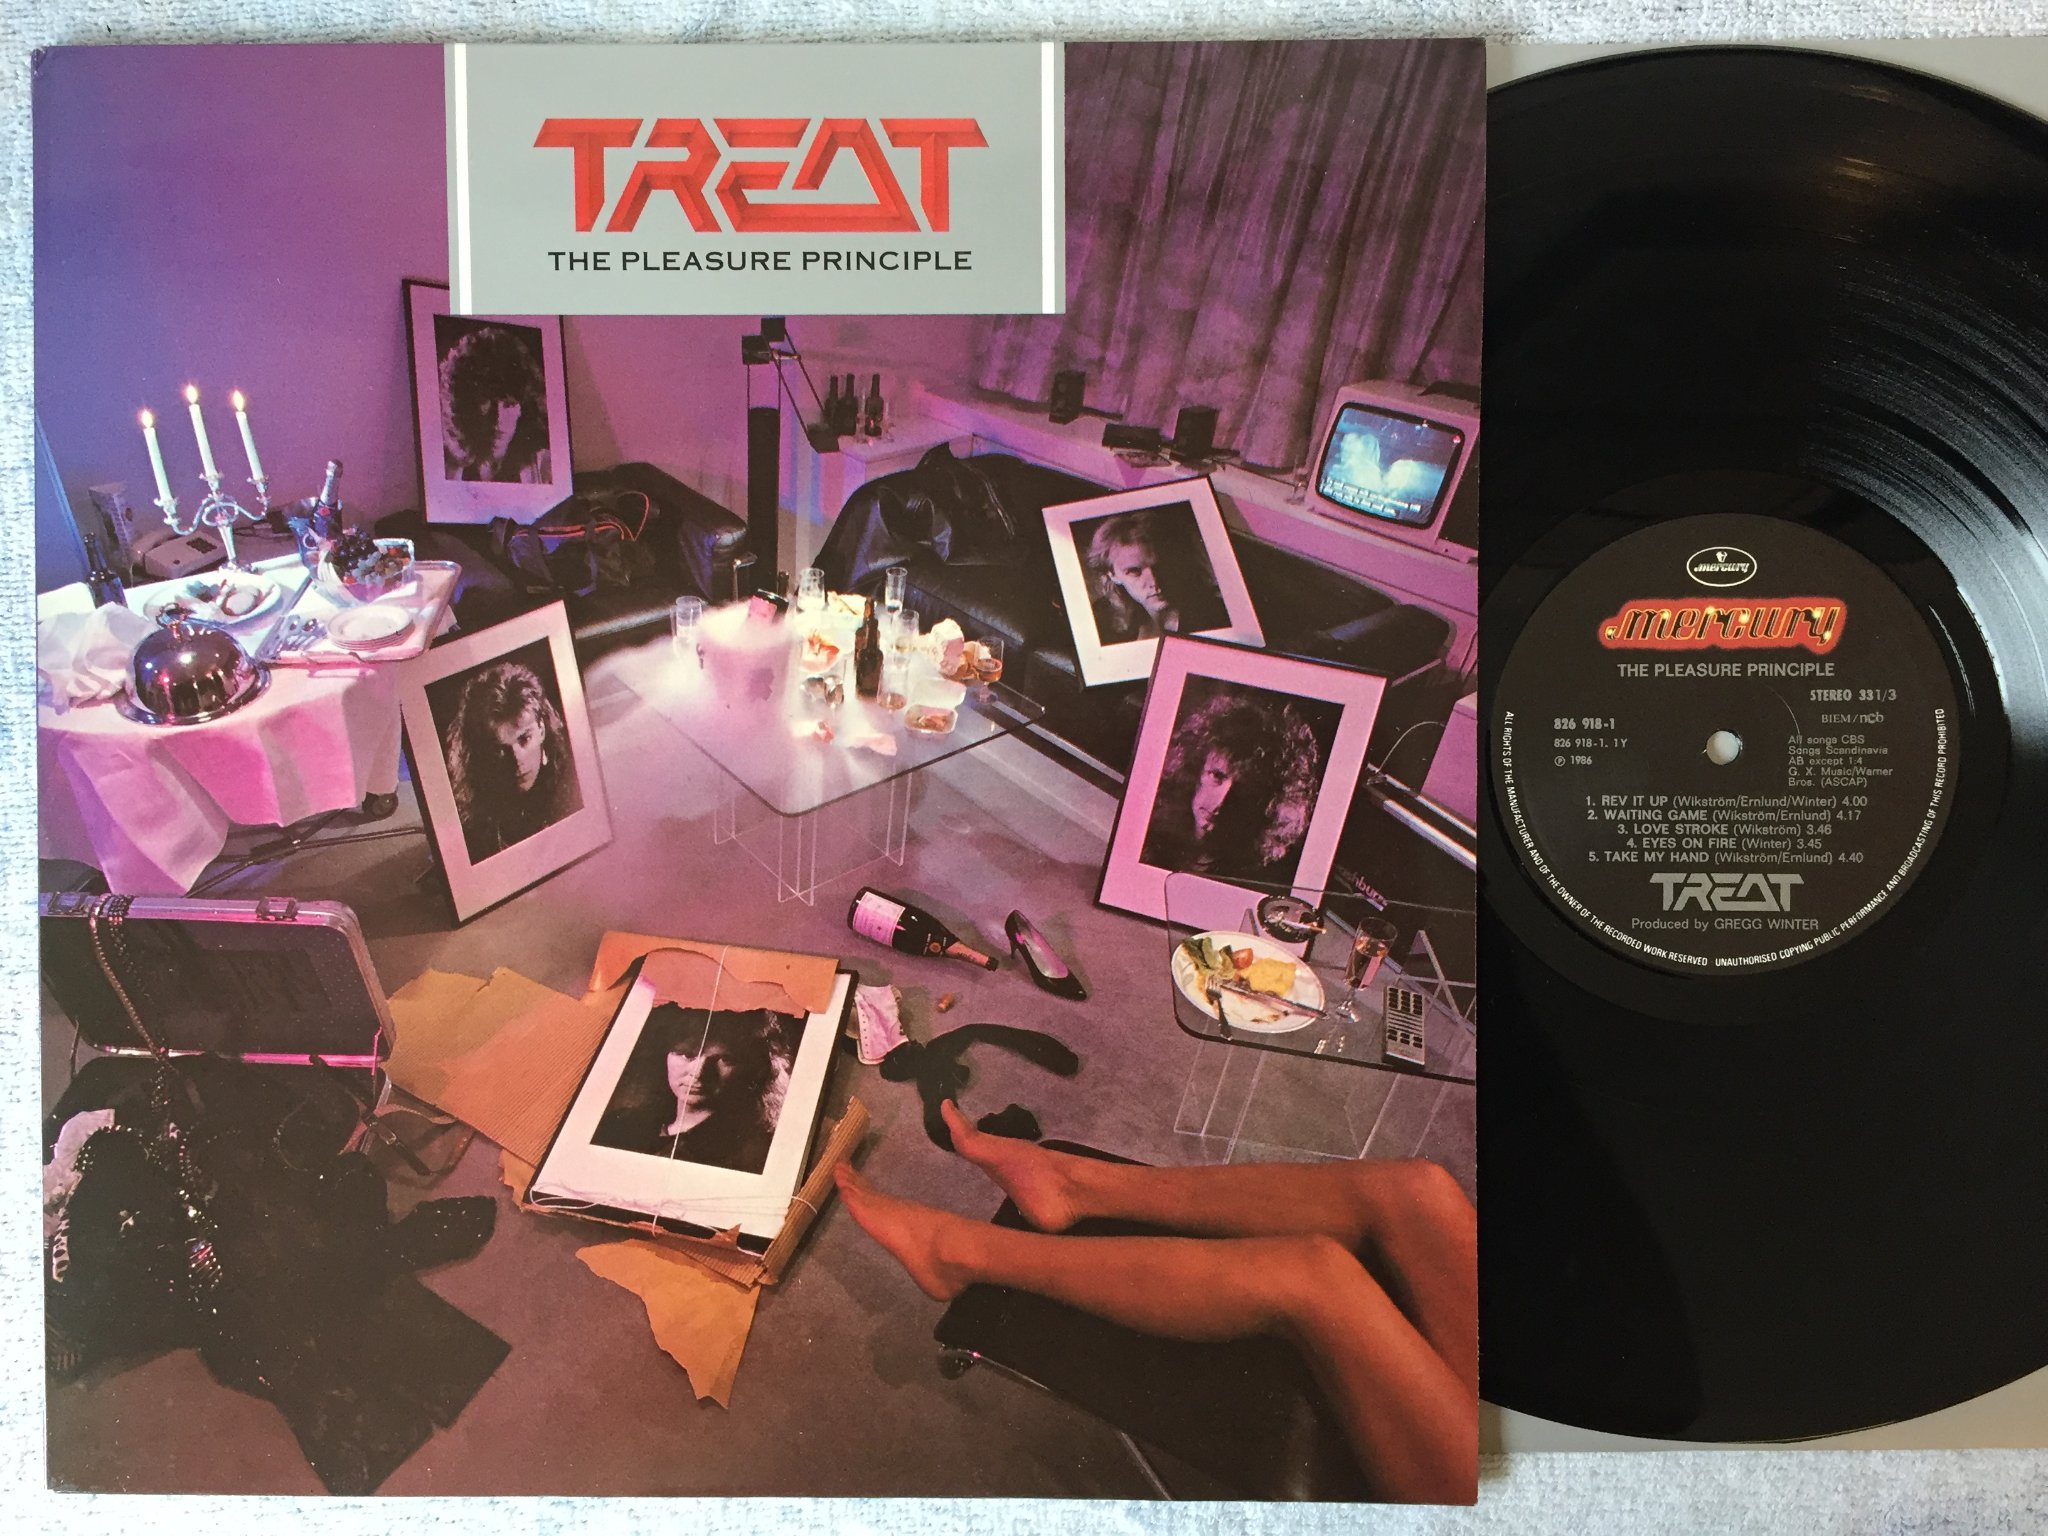 TREAT
THE PLEASURE PRINCIPLE
mercury
mercury
THE PLEASURE PRINCIPLE
STEREO 33 1/3
BIEM/ncb
826 918-1
826 918-1. 1Y
℗ 1986
All songs CBS
Songs Scandinavia
AB except 1:4
G. X. Music/Warner
Bros. (ASCAP)
1. REV IT UP (Wikström/Ernlund/Winter) 4.00
2. WAITING GAME (Wikström/Ernlund) 4.17
3. LOVE STROKE (Wikström) 3.46
4. EYES ON FIRE (Winter) 3.45
5. TAKE MY HAND (Wikström/Ernlund) 4.40
TREAT
Produced by GREGG WINTER
ALL RIGHTS OF THE MANUFACTURER AND OF THE OWNER OF THE RECORDED WORK RESERVED · UNAUTHORISED COPYING PUBLIC PERFORMANCE AND BROADCASTING OF THIS RECORD PROHIBITED